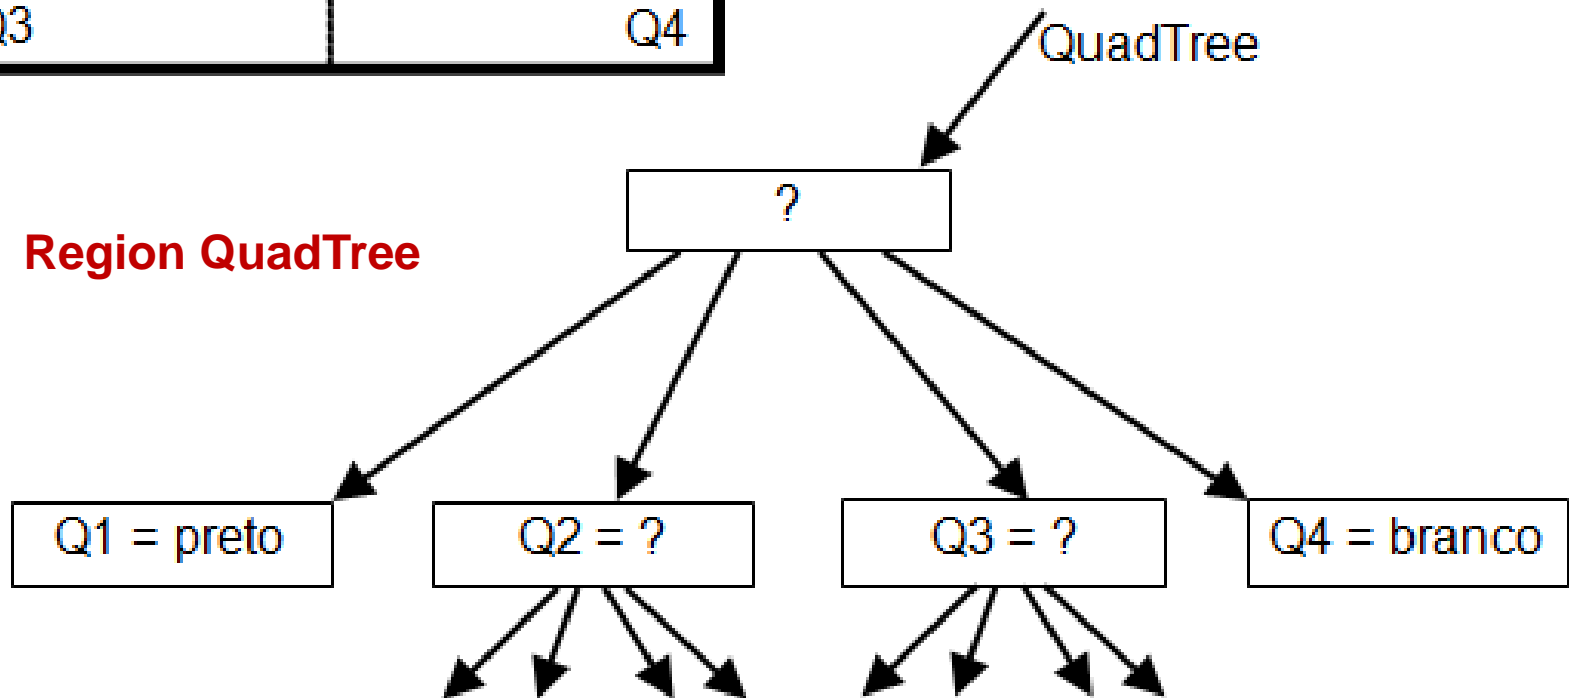 Q3
Q4
QuadTree
?
Region QuadTree
Q1 = preto
Q2 = ?
Q3 = ?
Q4 = branco